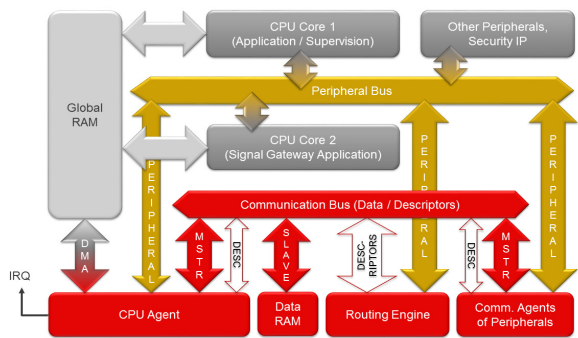 CPU Core 1
(Application / Supervision)
Other Peripherals,
Security IP
Peripheral Bus
Global
RAM
CPU Core 2
(Signal Gateway Application)
PERIPHERAL
PERIPHERAL
PERIPHERAL
Communication Bus (Data / Descriptors)
DMA
MSTR
DESC
SLAVE
DESC-
RIPTORS
DESC
MSTR
IRQ
CPU Agent
Data
RAM
Routing Engine
Comm. Agents
of Peripherals